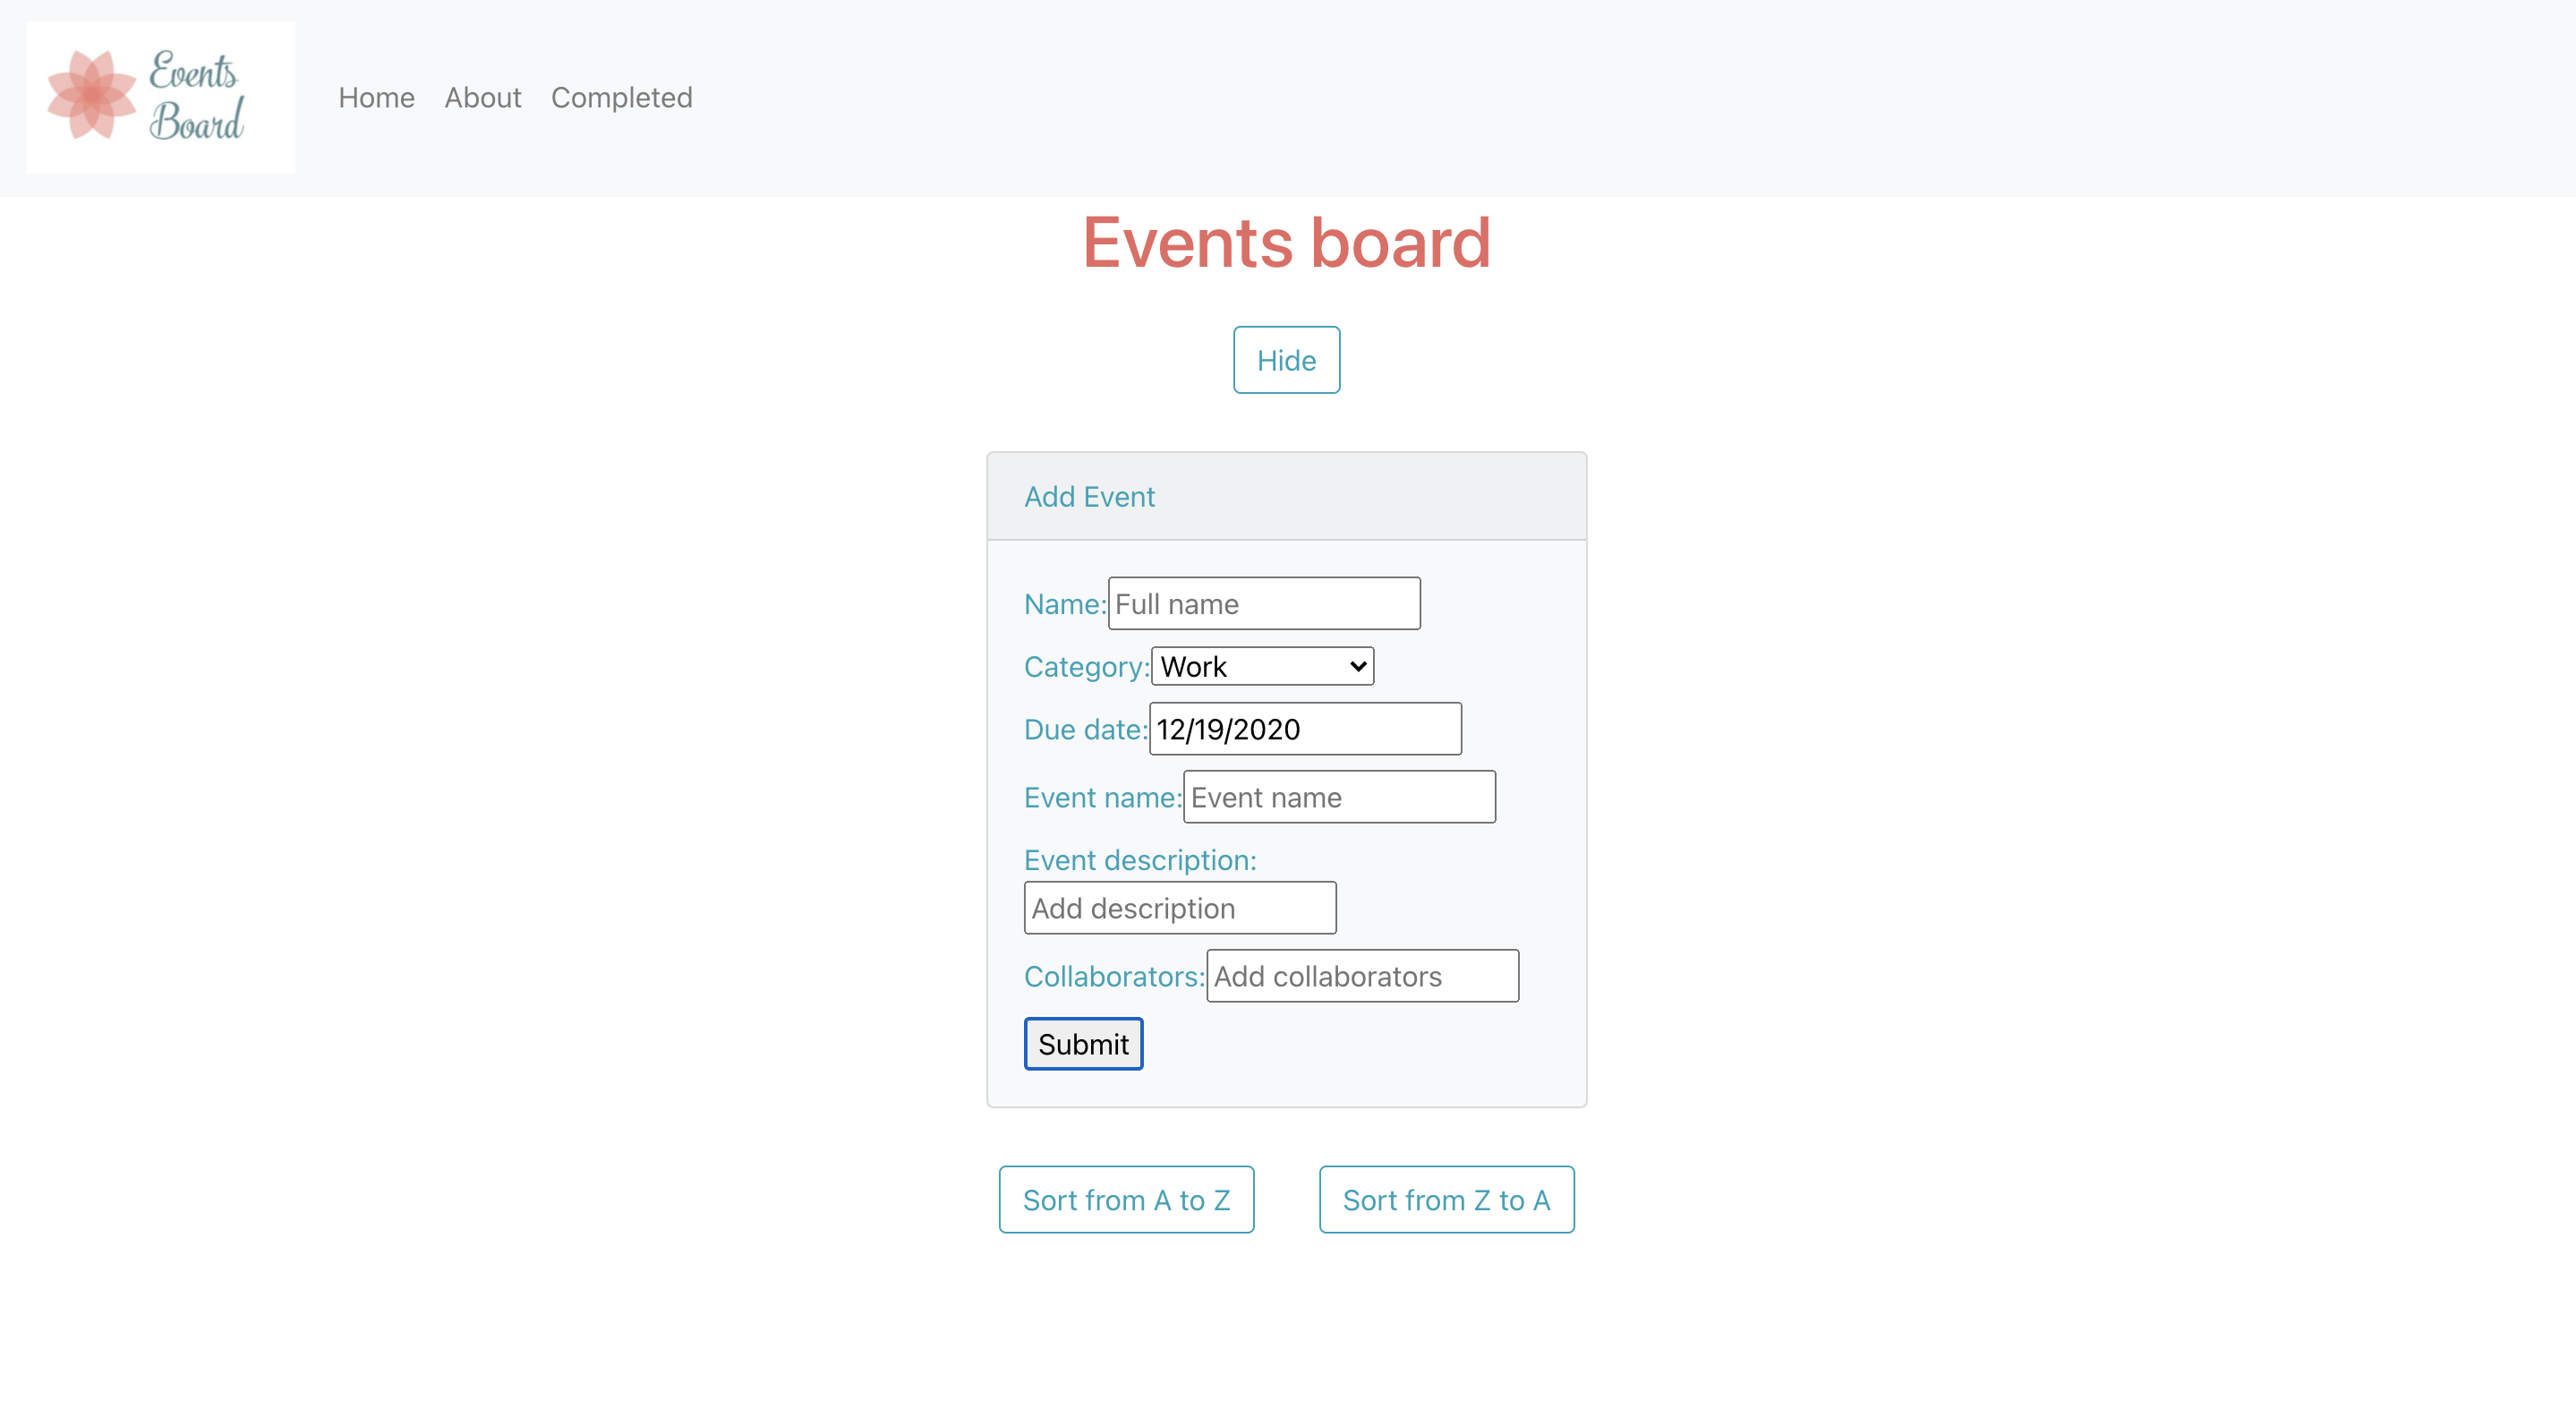 Events
Board
Home About Completed
Events board
Hide
Add Event
Name: Full name
Category: Work
Due date: 12/19/2020
Event name: Event name
Event description:
Add description
Collaborators: Add collaborators
Submit
Sort from A to Z Sort from Z to A